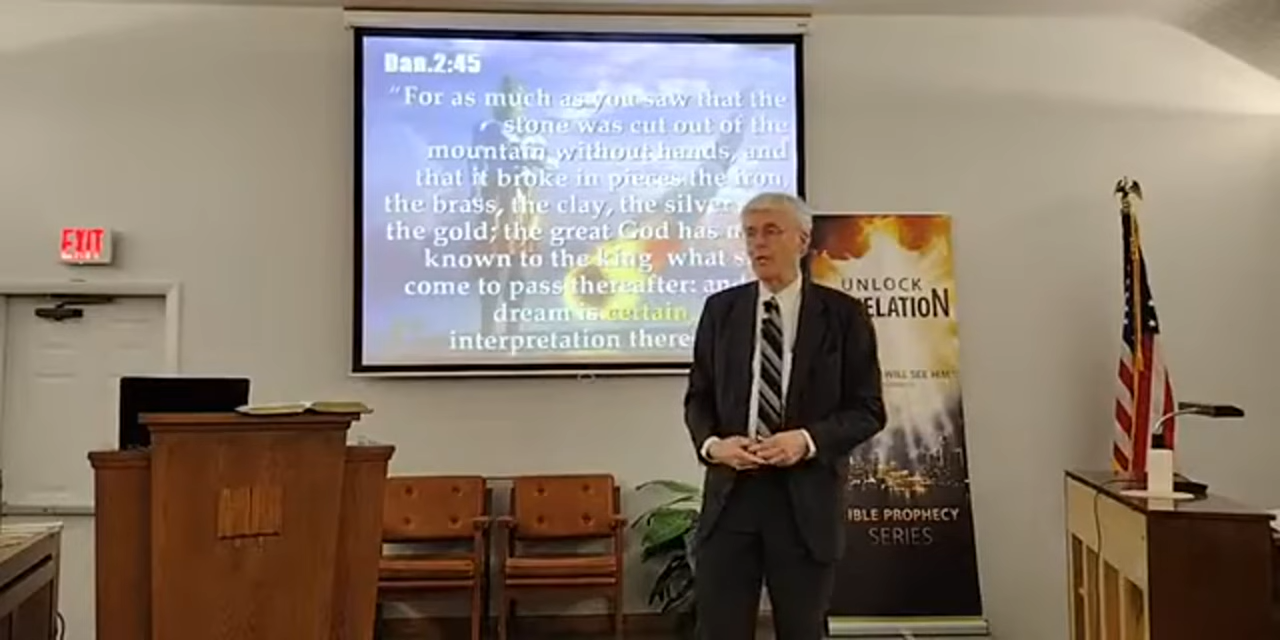 Dan.2:45
“For as much as you saw that the
stone was cut out of the
mountain without hands, and
that it broke in pieces the iron,
the brass, the clay, the silver
the gold; the great God has
known to the king what
come to pass thereafter: and
dream is certain
interpretation
EXIT
UNLOCK
ELATION
WILL SEE HIM
IBLE PROPHECY
SERIES